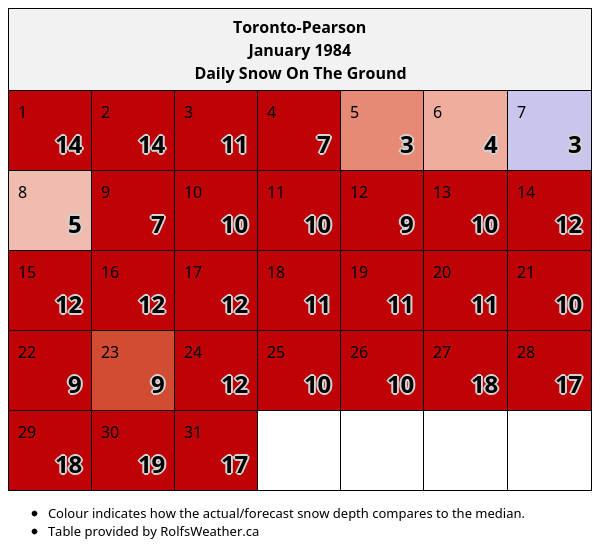 Toronto-Pearson
January 1984
Daily Snow On The Ground
1 2 3 4 5 6 7
14 14 11 7 3 4 3
8 9 10 11 12 13 14
5 7 10 10 9 10 12
15 16 17 18 19 20 21
12 12 12 11 11 11 10
22 23 24 25 26 27 28
9 9 12 10 10 18 17
29 30 31
18 19 17
• Colour indicates how the actual/forecast snow depth compares to the median.
• Table provided by RolfsWeather.ca